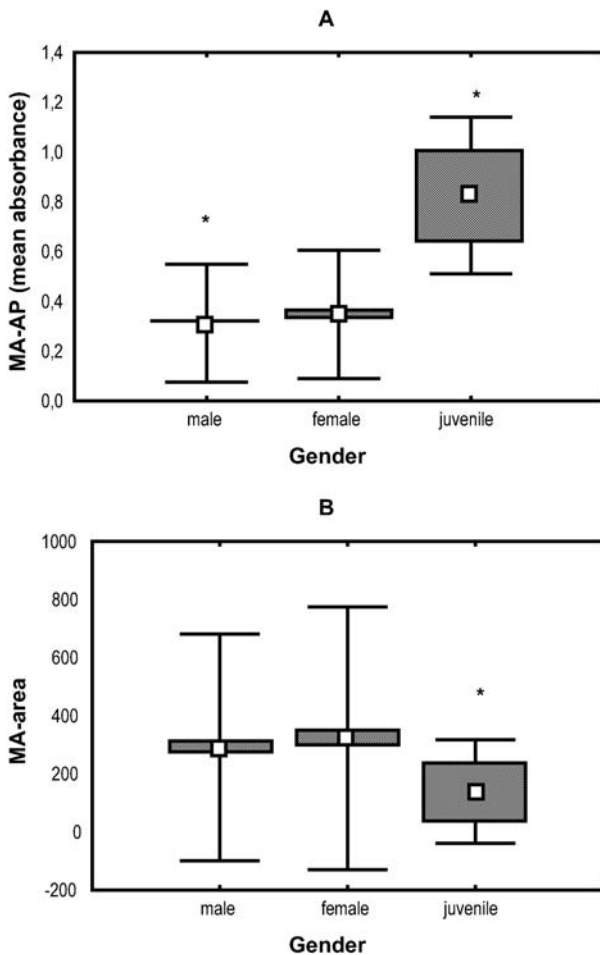 A
MA-AP (mean absorbance)
1,4
1,2
1,0
0,8
0,6
0,4
0,2
0,0
*
*
male female juvenile
Gender
B
MA-area
1000
800
600
400
200
0
-200
*
male female juvenile
Gender